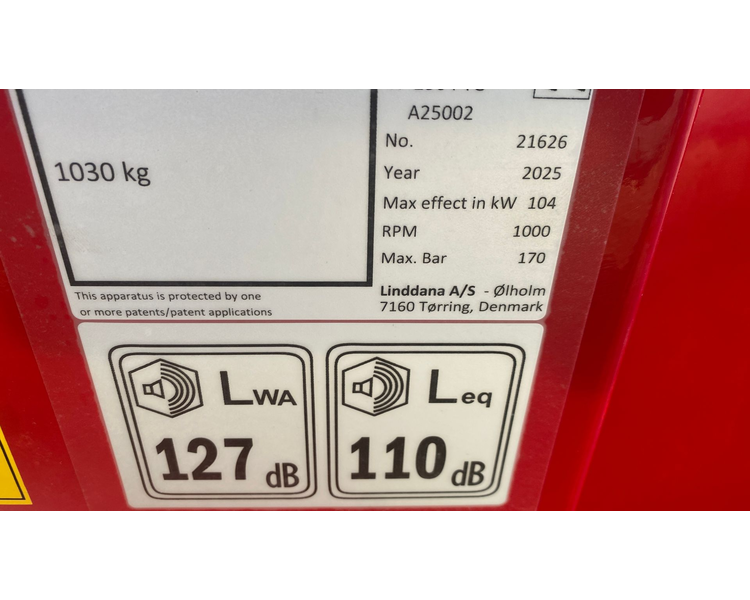 A25002
No. 21626
1030 kg
Year 2025
Max effect in kW 104
RPM 1000
Max. Bar 170
This apparatus is protected by one
or more patents/patent applications
Linddana A/S - Ølholm
7160 Tørring, Denmark
LWA
127 dB
Leq
110 dB